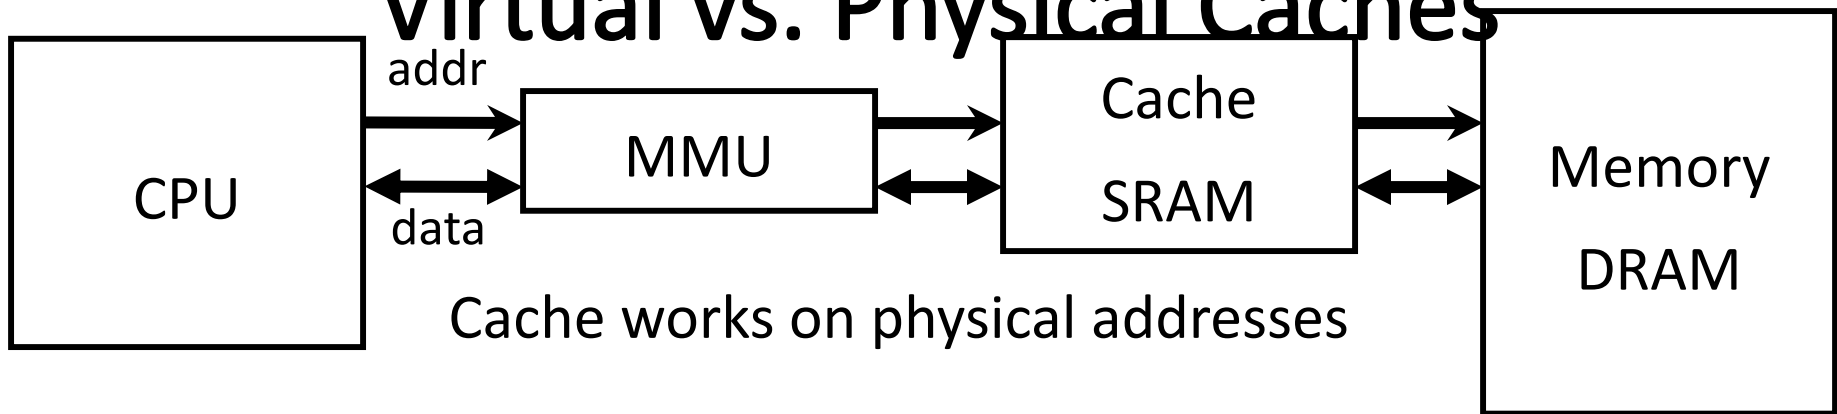 Virtual vs. Physical Caches
addr
CPU
data
MMU
Cache
SRAM
Memory
DRAM
Cache works on physical addresses